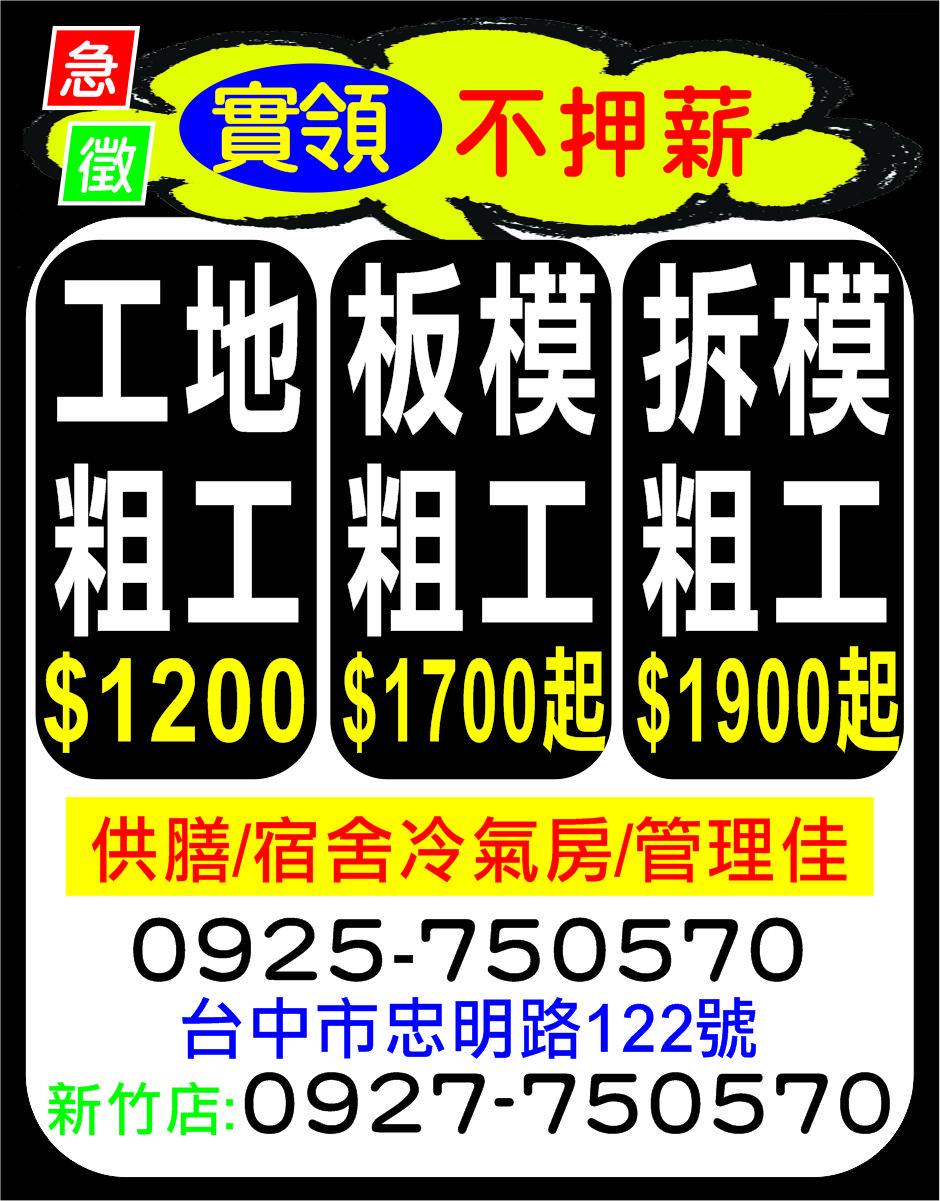 急徵
實領 不押薪
工地
粗工
$1200
板模
粗工
$1700起
拆模
粗工
$1900起
供膳/宿舍冷氣房/管理佳
0925-750570
台中市忠明路122號
新竹店:0927-750570